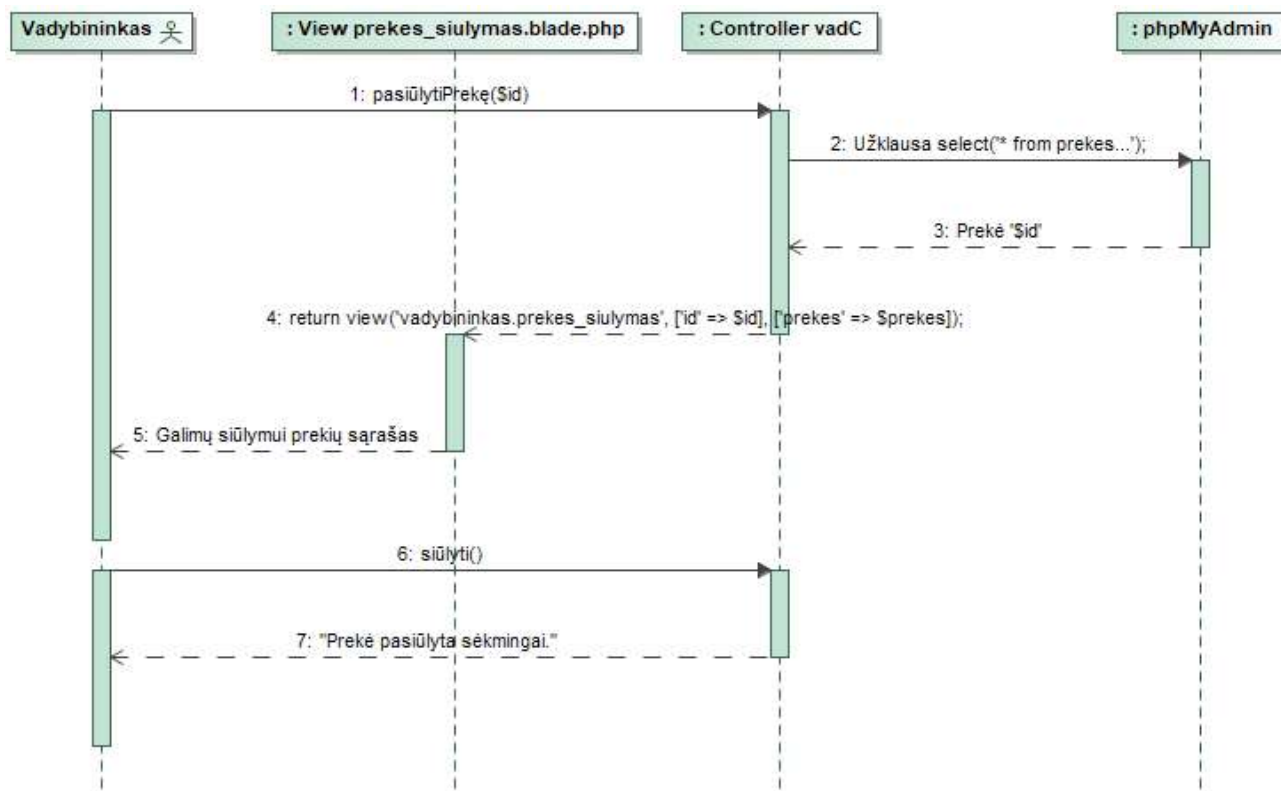 Vadybininkas
: View prekes_siulymas.blade.php
: Controller vadC
: phpMyAdmin
1: pasiūlytiPrekę($id)
2: Užklausa select('* from prekes...');
3: Prekė '$id'
4: return view('vadybininkas.prekes_siulymas', ['id' => $id], ['prekes' => $prekes]);
5: Galimų siūlymui prekių sąrašas
6: siūlyti()
7: "Prekė pasiūlyta sėkmingai."